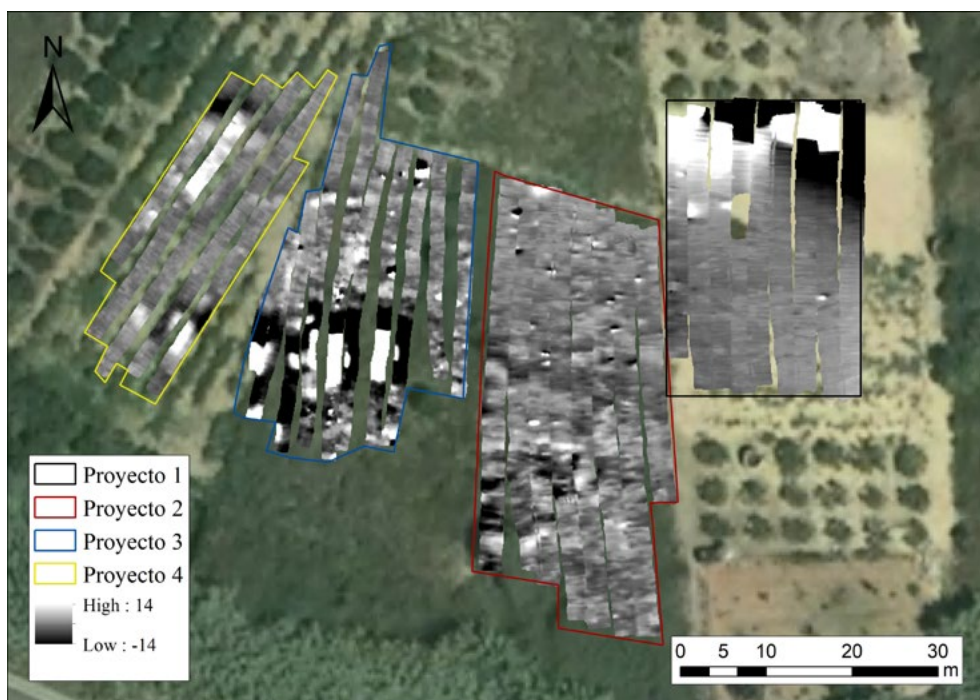 N
Proyecto 1
Proyecto 2
Proyecto 3
Proyecto 4
High : 14
Low : -14
0 5 10 20 30
m